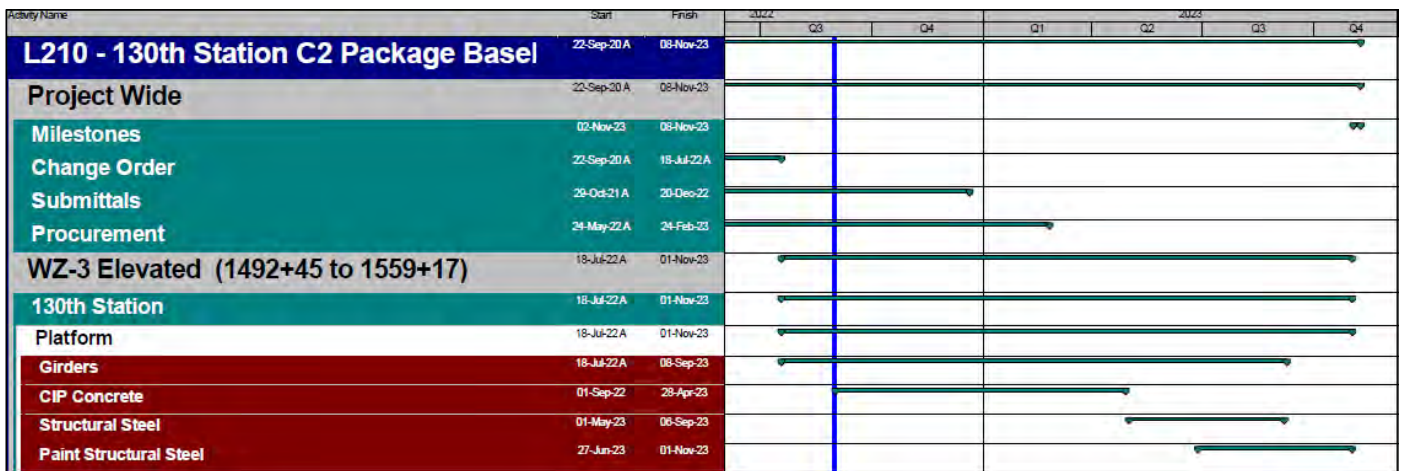 Activity Name Start Finish 2022 2023
Q3 Q4 Q1 Q2 Q3 Q4
L210 - 130th Station C2 Package Basel 22-Sep-20 A 08-Nov-23
Project Wide 22-Sep-20 A 08-Nov-23
Milestones 02-Nov-23 08-Nov-23
Change Order 22-Sep-20 A 18-Jul-22 A
Submittals 29-Oct-21 A 20-Dec-22
Procurement 24-May-22 A 24-Feb-23
WZ-3 Elevated (1492+45 to 1559+17) 18-Jul-22 A 01-Nov-23
130th Station 18-Jul-22 A 01-Nov-23
Platform 18-Jul-22 A 01-Nov-23
Girders 18-Jul-22 A 08-Sep-23
CIP Concrete 01-Sep-22 28-Apr-23
Structural Steel 01-May-23 06-Sep-23
Paint Structural Steel 27-Jun-23 01-Nov-23